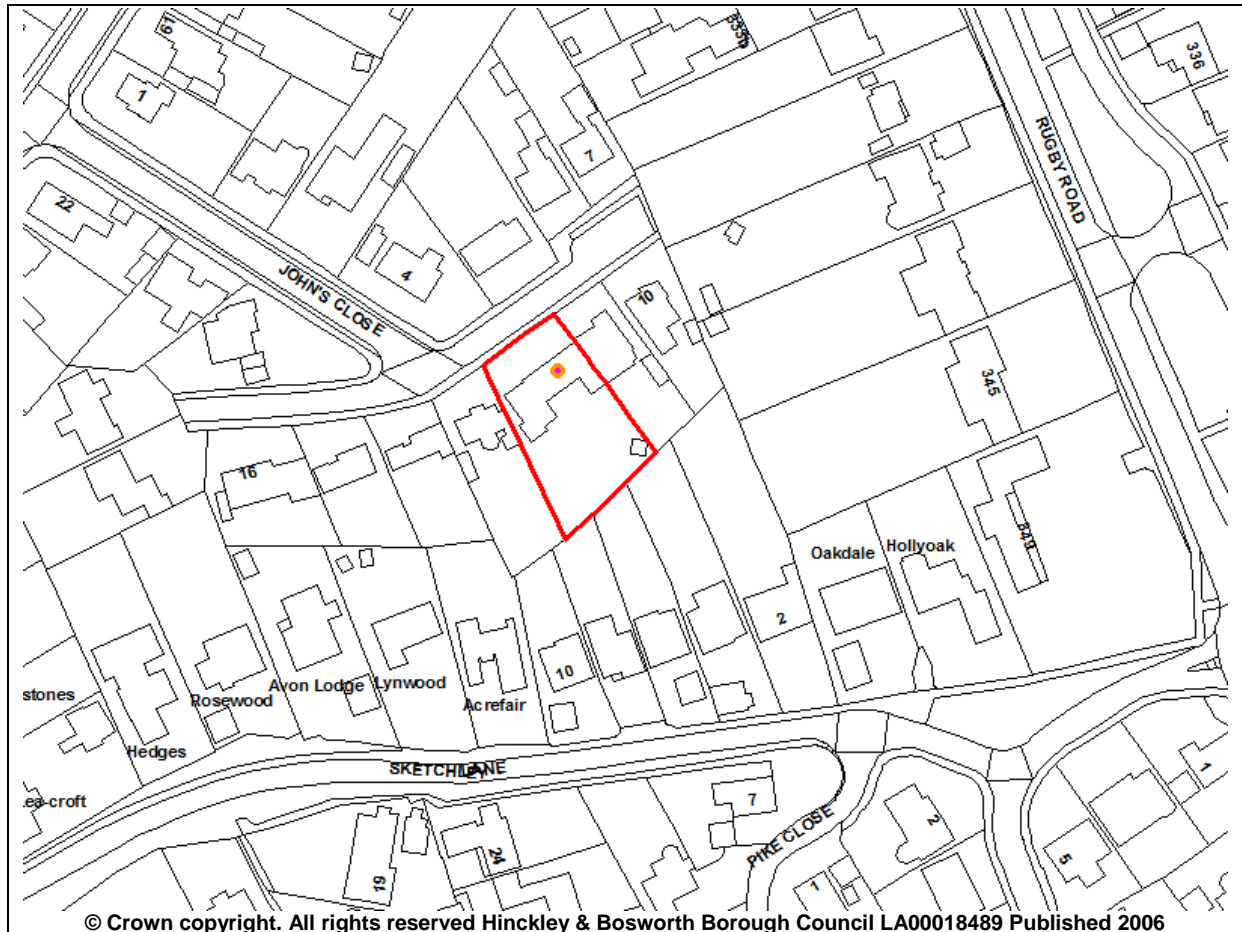 61
333b
336
1
7
RUGBY ROAD
22
4
JOHN'S CLOSE
10
345
16
349
Oakdale
Hollyoak
2
10
stones
Rosewood
Avon Lodge
Lynwood
Acrefair
Hedges
SKETCHLEY LANE
ea-croft
7
1
PIKE CLOSE
2
5
24
19
1
© Crown copyright. All rights reserved Hinckley & Bosworth Borough Council LA00018489 Published 2006